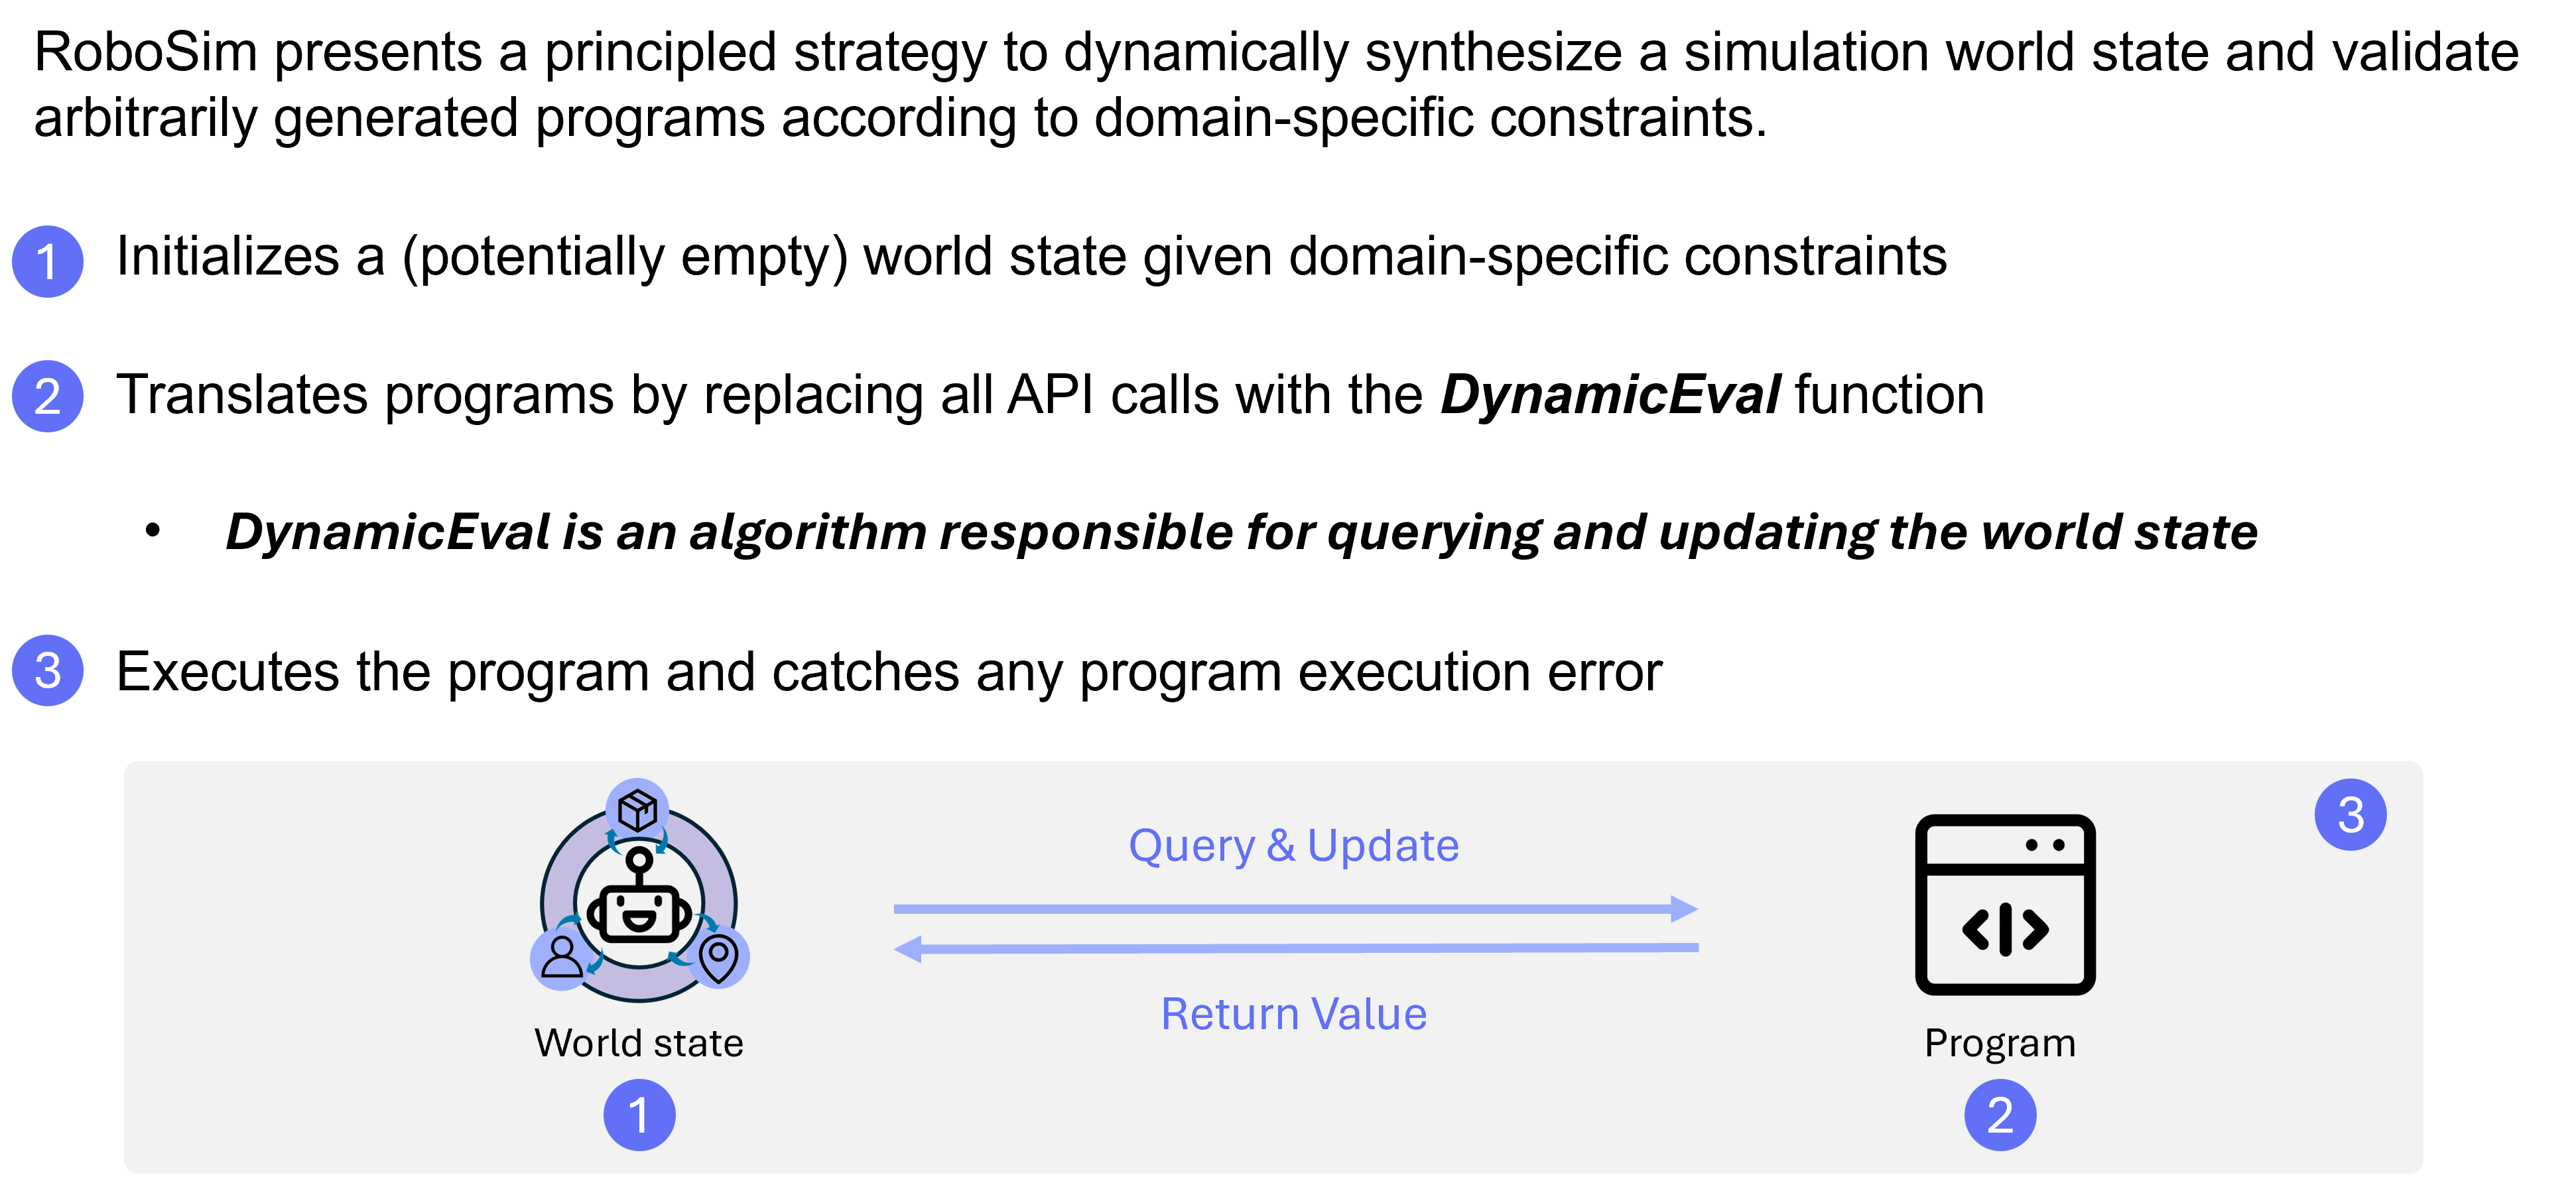 RoboSim presents a principled strategy to dynamically synthesize a simulation world state and validate
arbitrarily generated programs according to domain-specific constraints.
1 Initializes a (potentially empty) world state given domain-specific constraints
2 Translates programs by replacing all API calls with the DynamicEval function
• DynamicEval is an algorithm responsible for querying and updating the world state
3 Executes the program and catches any program execution error
3
Query & Update
Return Value
World state
Program
1
2